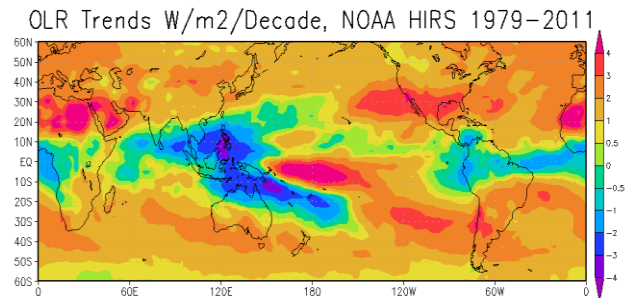 OLR Trends W/m2/Decade, NOAA HIRS 1979-2011
60N
50N
40N
30N
20N
10N
EQ
10S
20S
30S
40S
50S
60S
0 60E 120E 180 120W 60W 0
4
3
2
1
0.5
0
-0.5
-1
-2
-3
-4